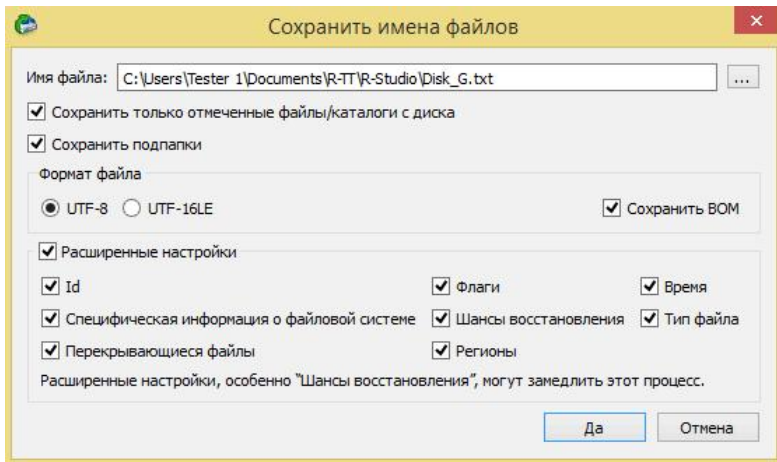 Сохранить имена файлов
Имя файла: C:\Users\Tester 1\Documents\R-TT\R-Studio\Disk_G.txt ...
Сохранить только отмеченные файлы/каталоги с диска
Сохранить подпапки
Формат файла
UTF-8 UTF-16LE Сохранить BOM
Расширенные настройки
Id Флаги Время
Специфическая информация о файловой системе Шансы восстановления Тип файла
Перекрывающиеся файлы Регионы
Расширенные настройки, особенно "Шансы восстановления", могут замедлить этот процесс.
Да Отмена